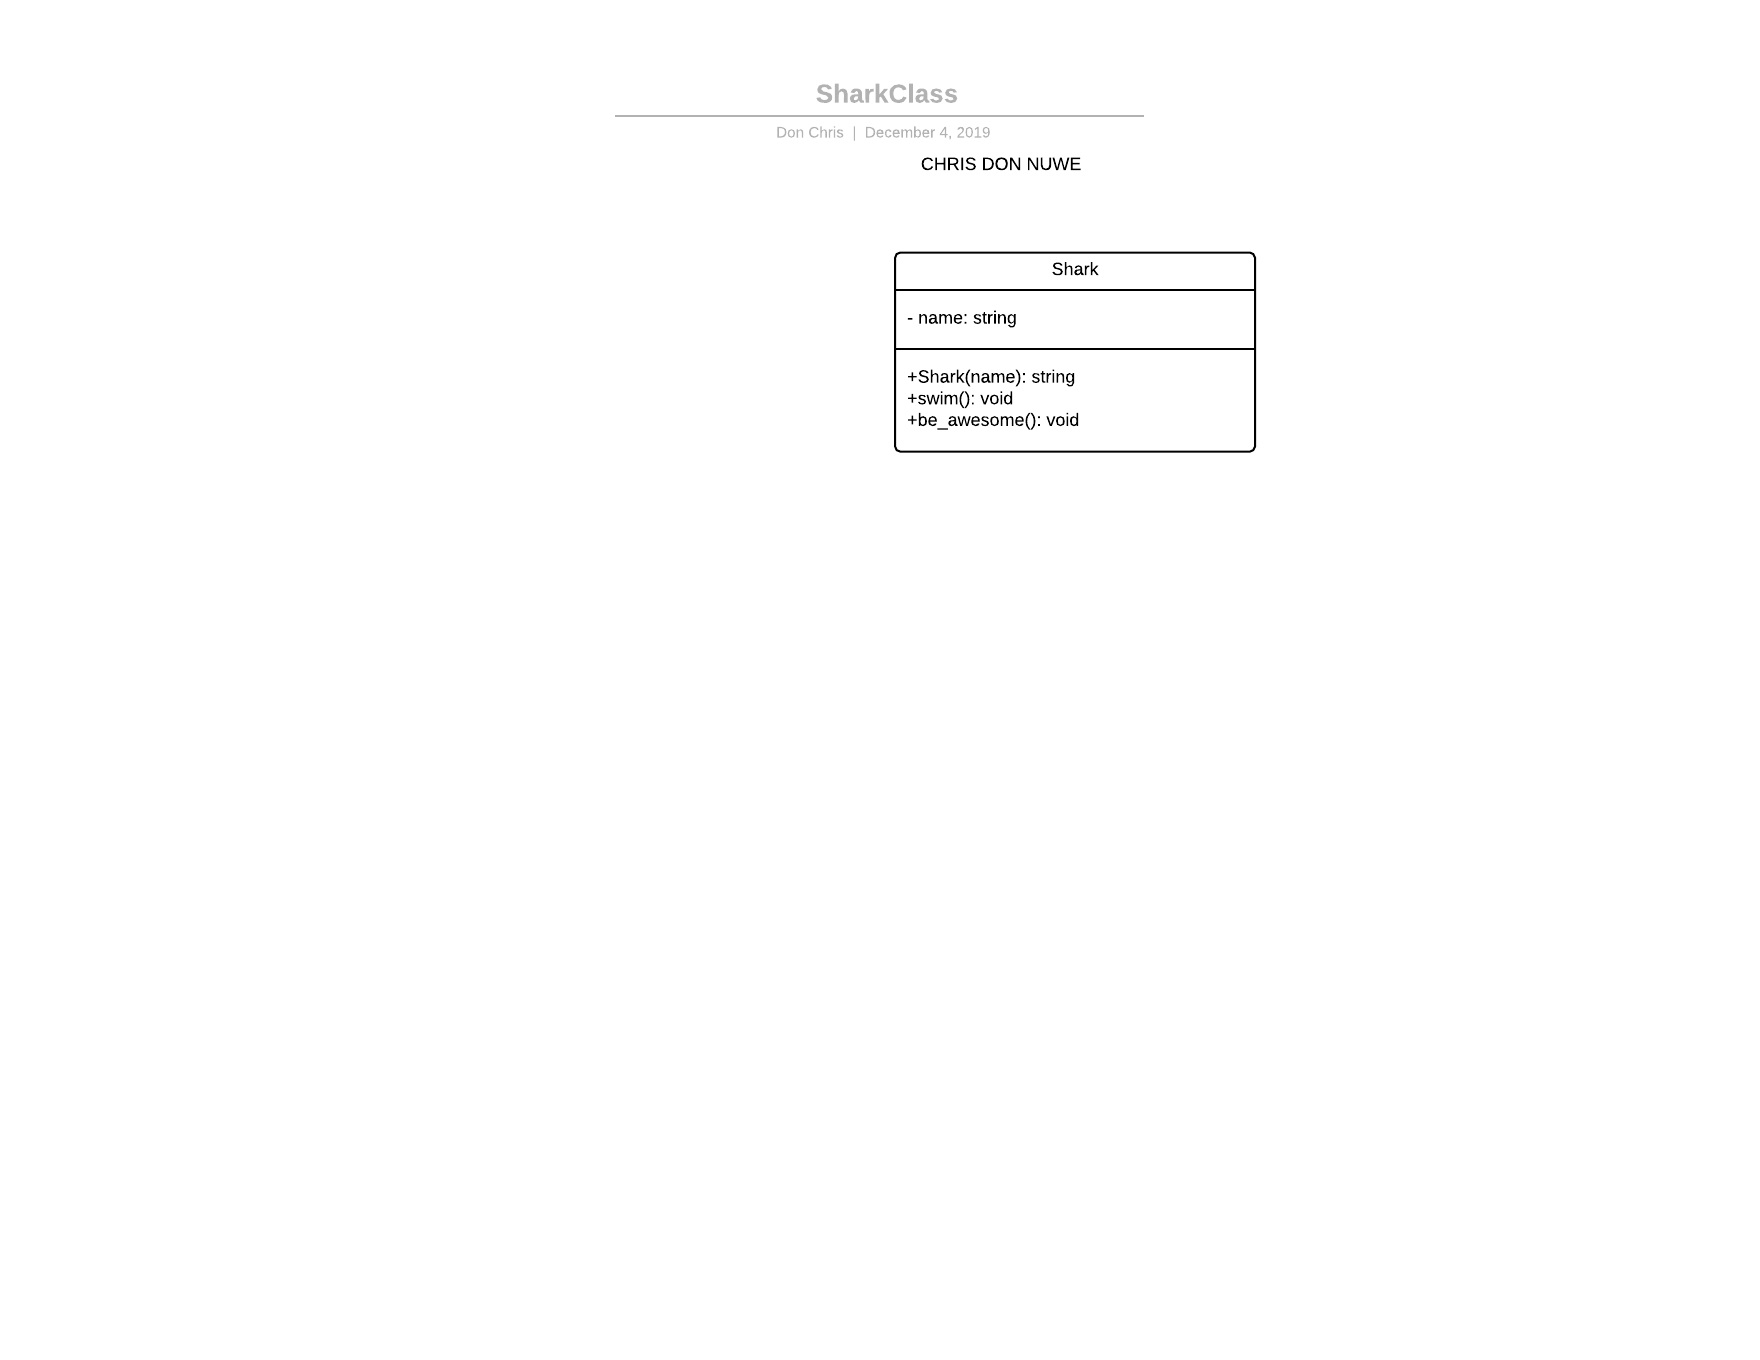 SharkClass
Don Chris | December 4, 2019
CHRIS DON NUWE
Shark
- name: string
+Shark(name): string
+swim(): void
+be_awesome(): void